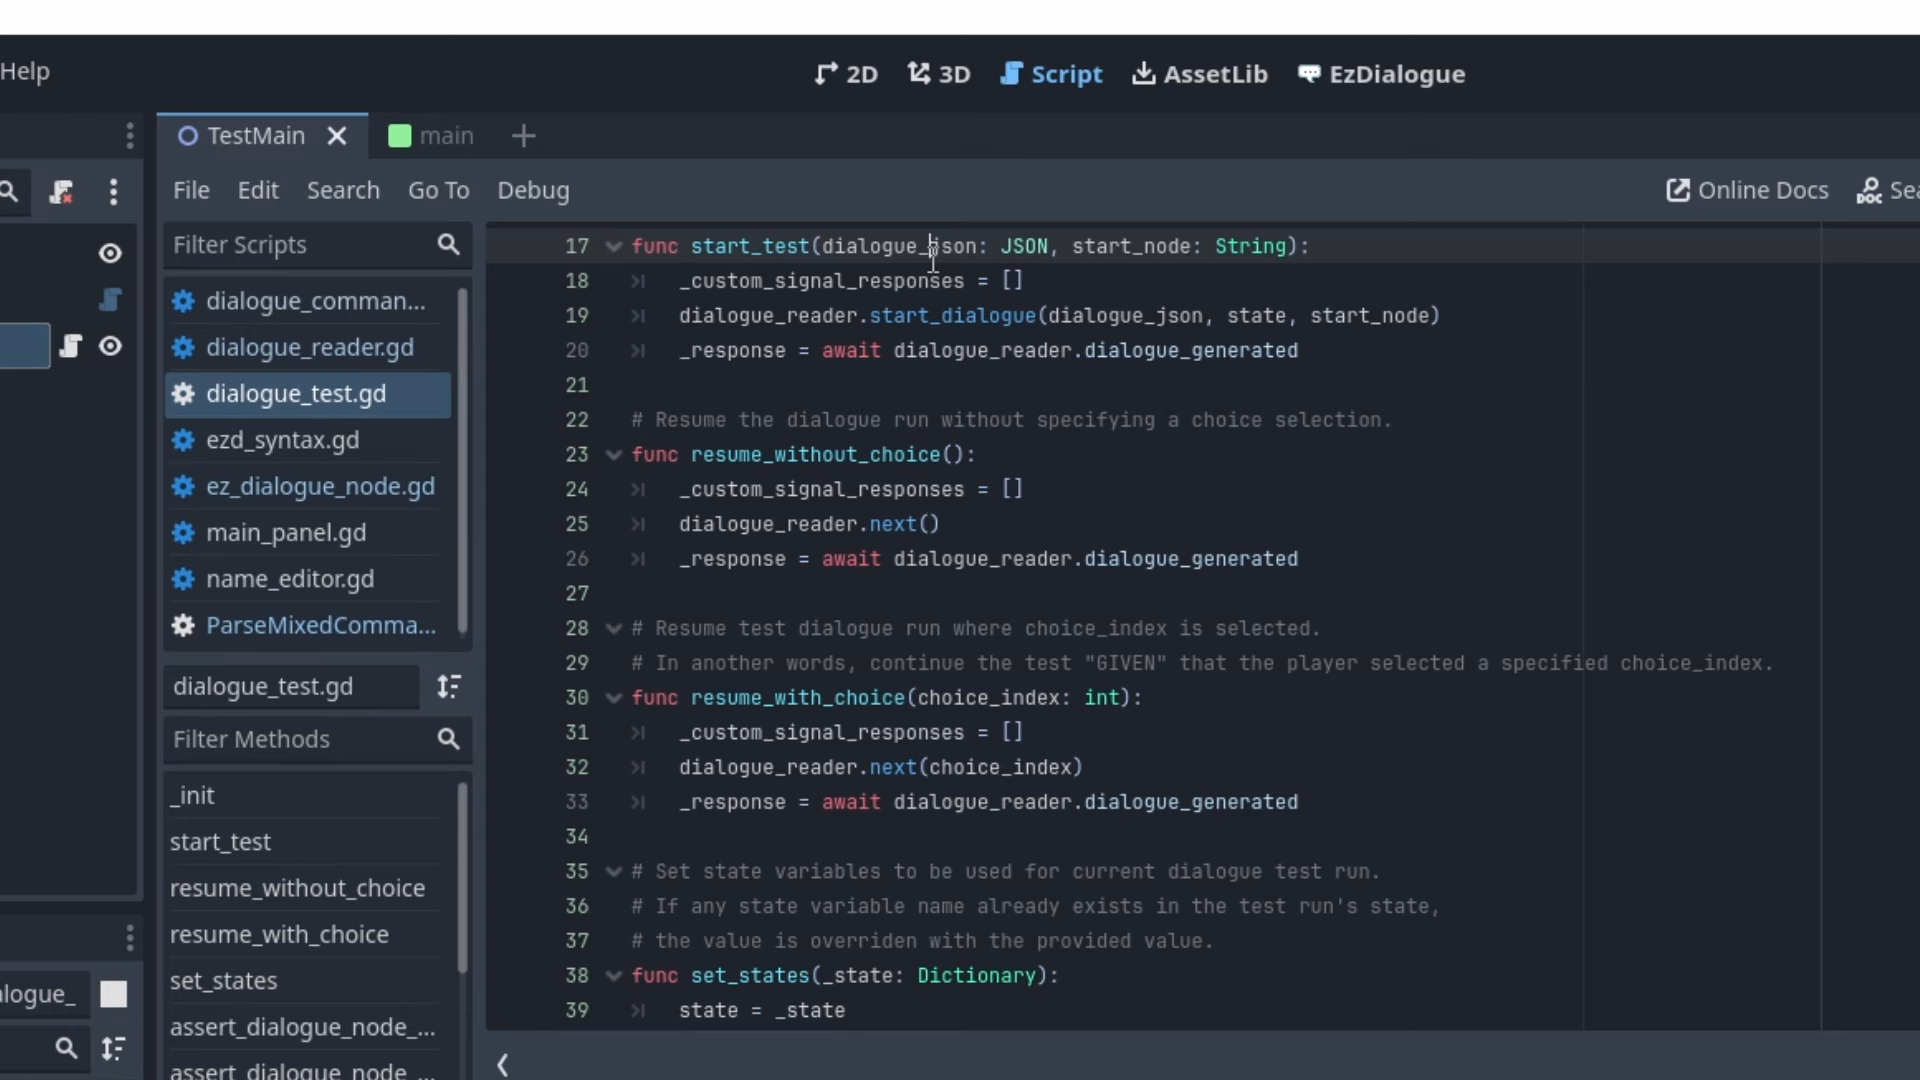 Help
2D 3D Script AssetLib EzDialogue
TestMain main
File Edit Search Go To Debug
Online Docs
Filter Scripts
dialogue_comman...
dialogue_reader.gd
dialogue_test.gd
ezd_syntax.gd
ez_dialogue_node.gd
main_panel.gd
name_editor.gd
ParseMixedComma...
dialogue_test.gd
Filter Methods
_init
start_test
resume_without_choice
resume_with_choice
set_states
assert_dialogue_node_...
assert_dialogue_node_...
alogue_
17 func start_test(dialogue_json: JSON, start_node: String):
18 _custom_signal_responses = []
19 dialogue_reader.start_dialogue(dialogue_json, state, start_node)
20 _response = await dialogue_reader.dialogue_generated
21
22 # Resume the dialogue run without specifying a choice selection.
23 func resume_without_choice():
24 _custom_signal_responses = []
25 dialogue_reader.next()
26 _response = await dialogue_reader.dialogue_generated
27
28 # Resume test dialogue run where choice_index is selected.
29 # In another words, continue the test "GIVEN" that the player selected a specified choice_index.
30 func resume_with_choice(choice_index: int):
31 _custom_signal_responses = []
32 dialogue_reader.next(choice_index)
33 _response = await dialogue_reader.dialogue_generated
34
35 # Set state variables to be used for current dialogue test run.
36 # If any state variable name already exists in the test run's state,
37 # the value is overriden with the provided value.
38 func set_states(_state: Dictionary):
39 state = _state